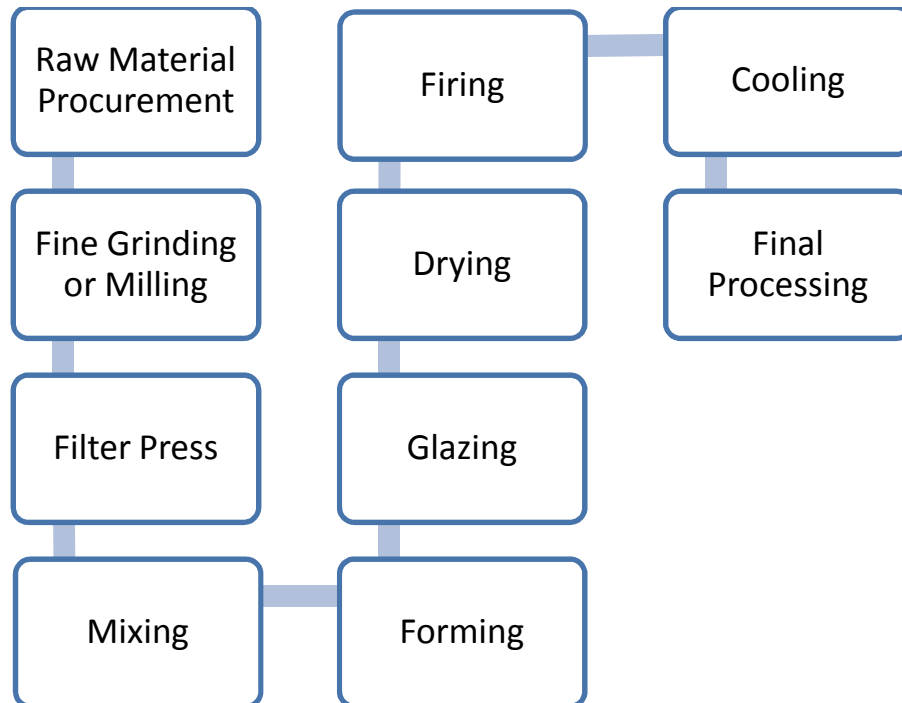 Raw Material
Procurement
Fine Grinding
or Milling
Filter Press
Mixing
Forming
Glazing
Drying
Firing
Cooling
Final
Processing